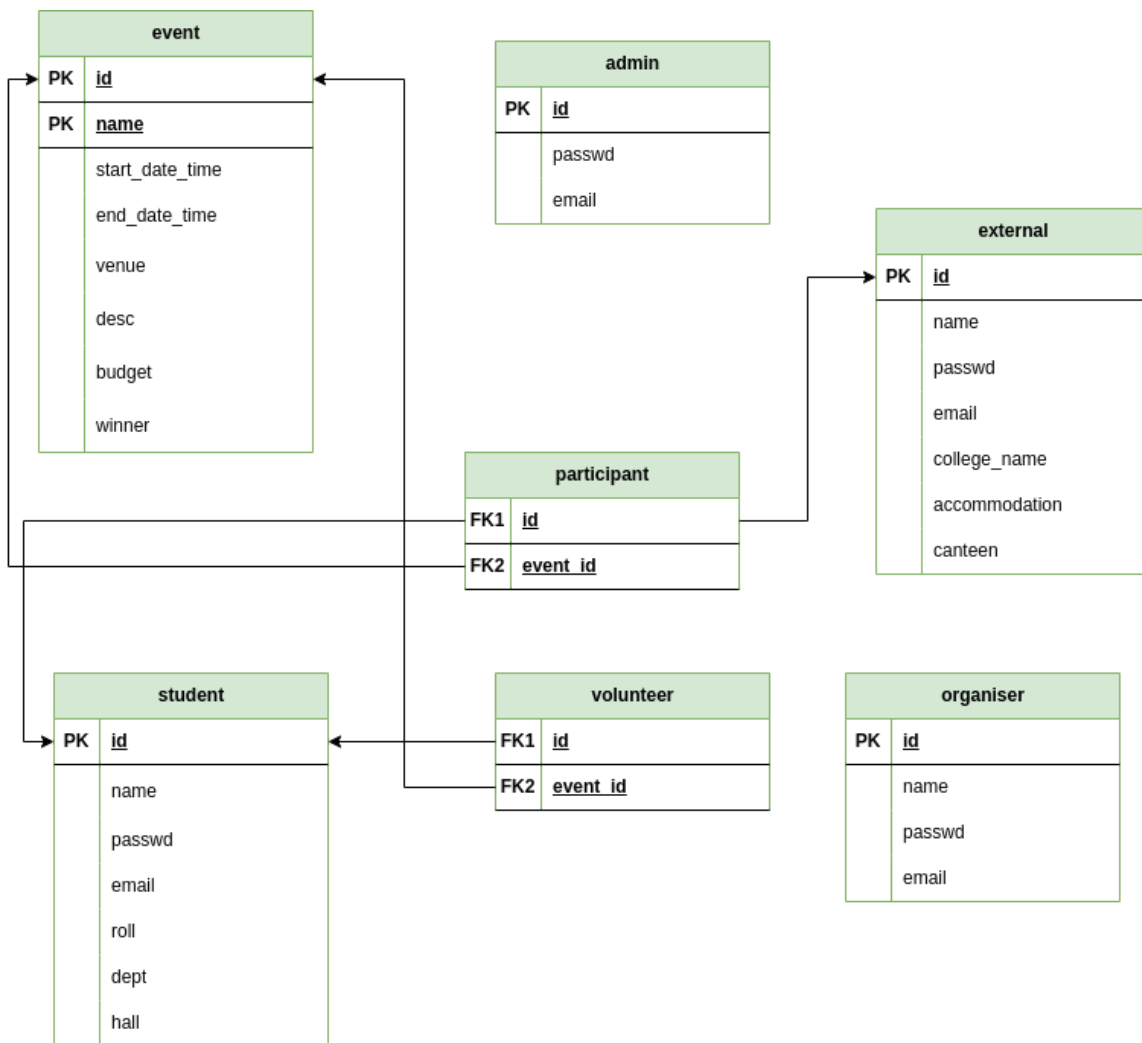 event
PK id
PK name
start_date_time
end_date_time
venue
desc
budget
winner
admin
PK id
passwd
email
external
PK id
name
passwd
email
college_name
accommodation
canteen
participant
FK1 id
FK2 event_id
student
PK id
name
passwd
email
roll
dept
hall
volunteer
FK1 id
FK2 event_id
organiser
PK id
name
passwd
email